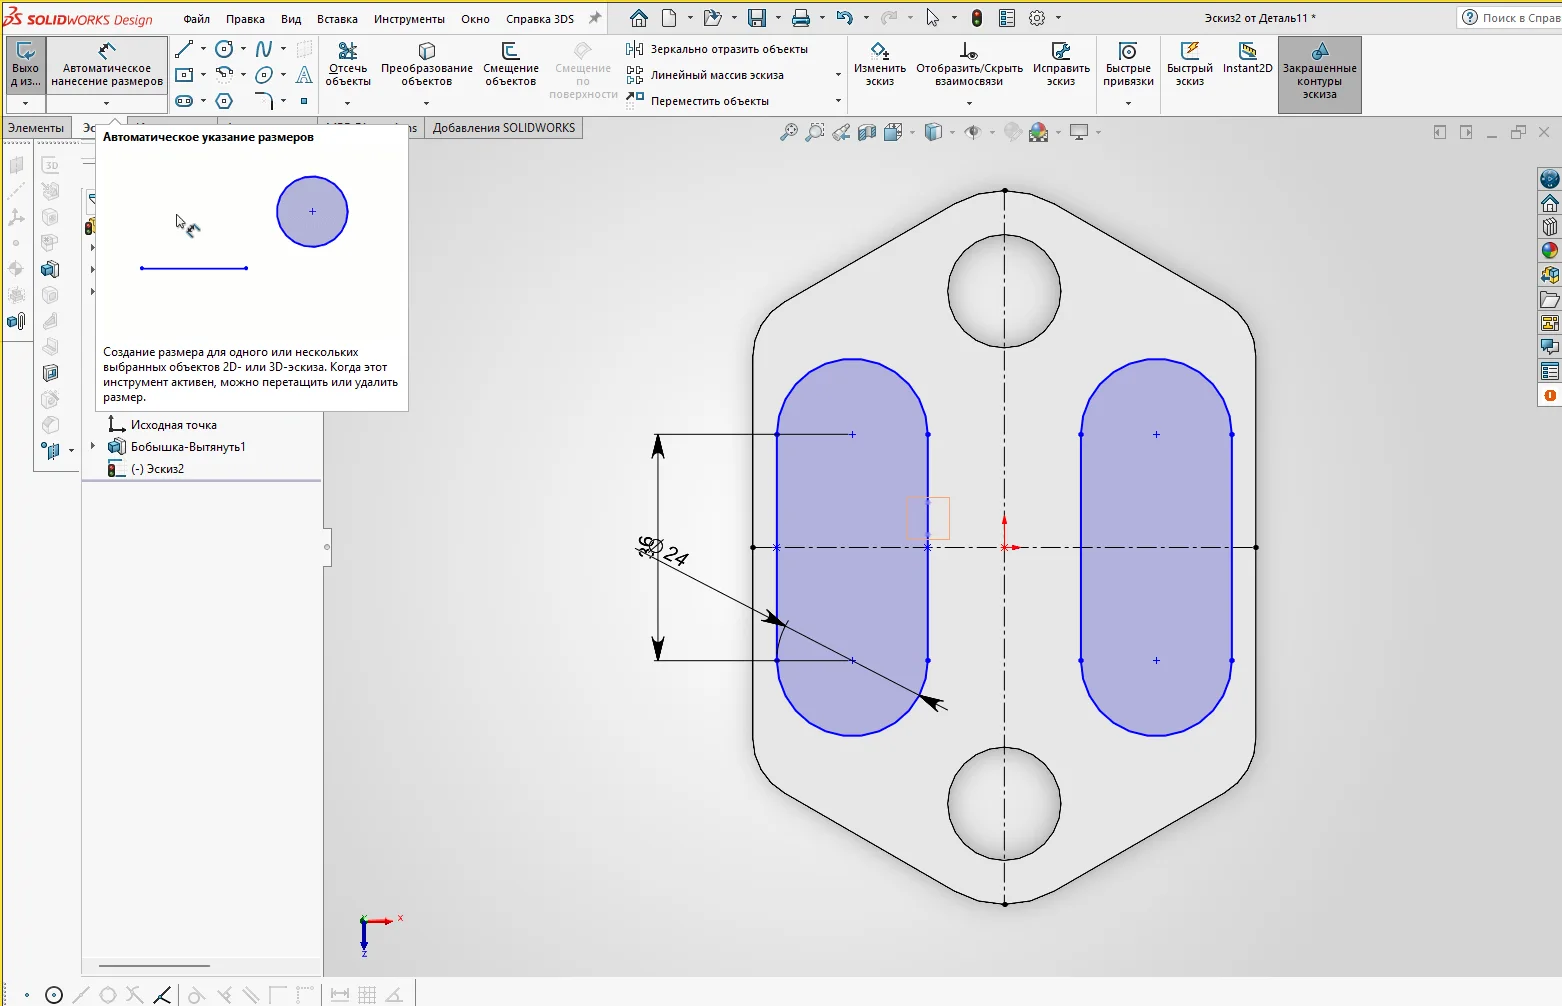 SOLIDWORKS Design
Файл Правка Вид Вставка Инструменты Окно Справка 3DS
Эскиз2 от Деталь11 *
Поиск в Справ
Выхо
д из...
Автоматическое
нанесение размеров
Отсечь
объекты
Преобразование
объектов
Смещение
объектов
Смещение
по
поверхности
Зеркально отразить объекты
Линейный массив эскиза
Переместить объекты
Изменить
эскиз
Отобразить/Скрыть
взаимосвязи
Исправить
эскиз
Быстрые
привязки
Быстрый
эскиз
Instant2D
Закрашенные
контуры
эскиза
Элементы
Добавления SOLIDWORKS
Автоматическое указание размеров
Создание размера для одного или нескольких
выбранных объектов 2D- или 3D-эскиза. Когда этот
инструмент активен, можно перетащить или удалить
размер.
Исходная точка
Бобышка-Вытянуть1
(-) Эскиз2
36
Ø 24
X
Z